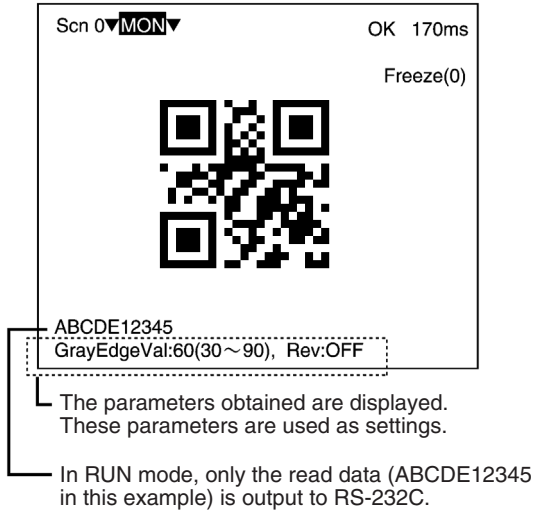 Scn 0▼MON▼ OK 170ms
Freeze(0)
ABCDE12345
GrayEdgeVal:60(30～90), Rev:OFF
The parameters obtained are displayed.
These parameters are used as settings.
In RUN mode, only the read data (ABCDE12345
in this example) is output to RS-232C.